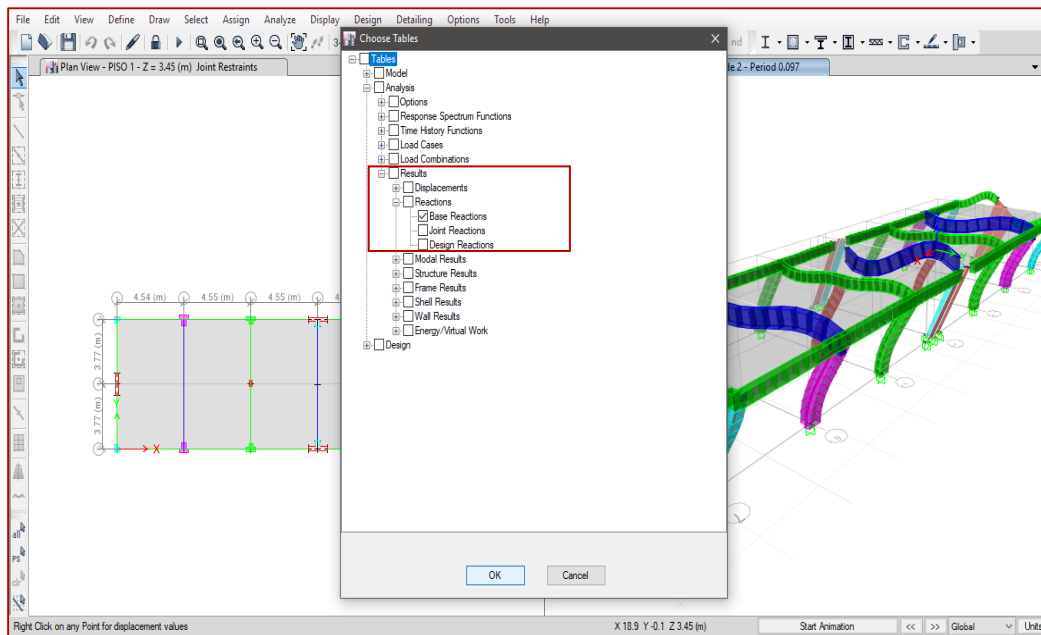 File Edit View Define Draw Select Assign Analyze Display Design Detailing Options Tools Help
Choose Tables
nd
Plan View - PISO 1 - Z = 3.45 (m) Joint Restraints
de 2 - Period 0.097
Tables
Model
Analysis
Options
Response Spectrum Functions
Time History Functions
Load Cases
Load Combinations
Results
Displacements
Reactions
Base Reactions
Joint Reactions
Design Reactions
Modal Results
Structure Results
Frame Results
Shell Results
Wall Results
Energy/Virtual Work
Design
4.54 (m) 4.55 (m) 4.55 (m) 4
3.77 (m)
3.77 (m)
Y
X
X
all
PS
clr
OK Cancel
Right Click on any Point for displacement values X 18.9 Y -0.1 Z 3.45 (m) Start Animation << >> Global Units